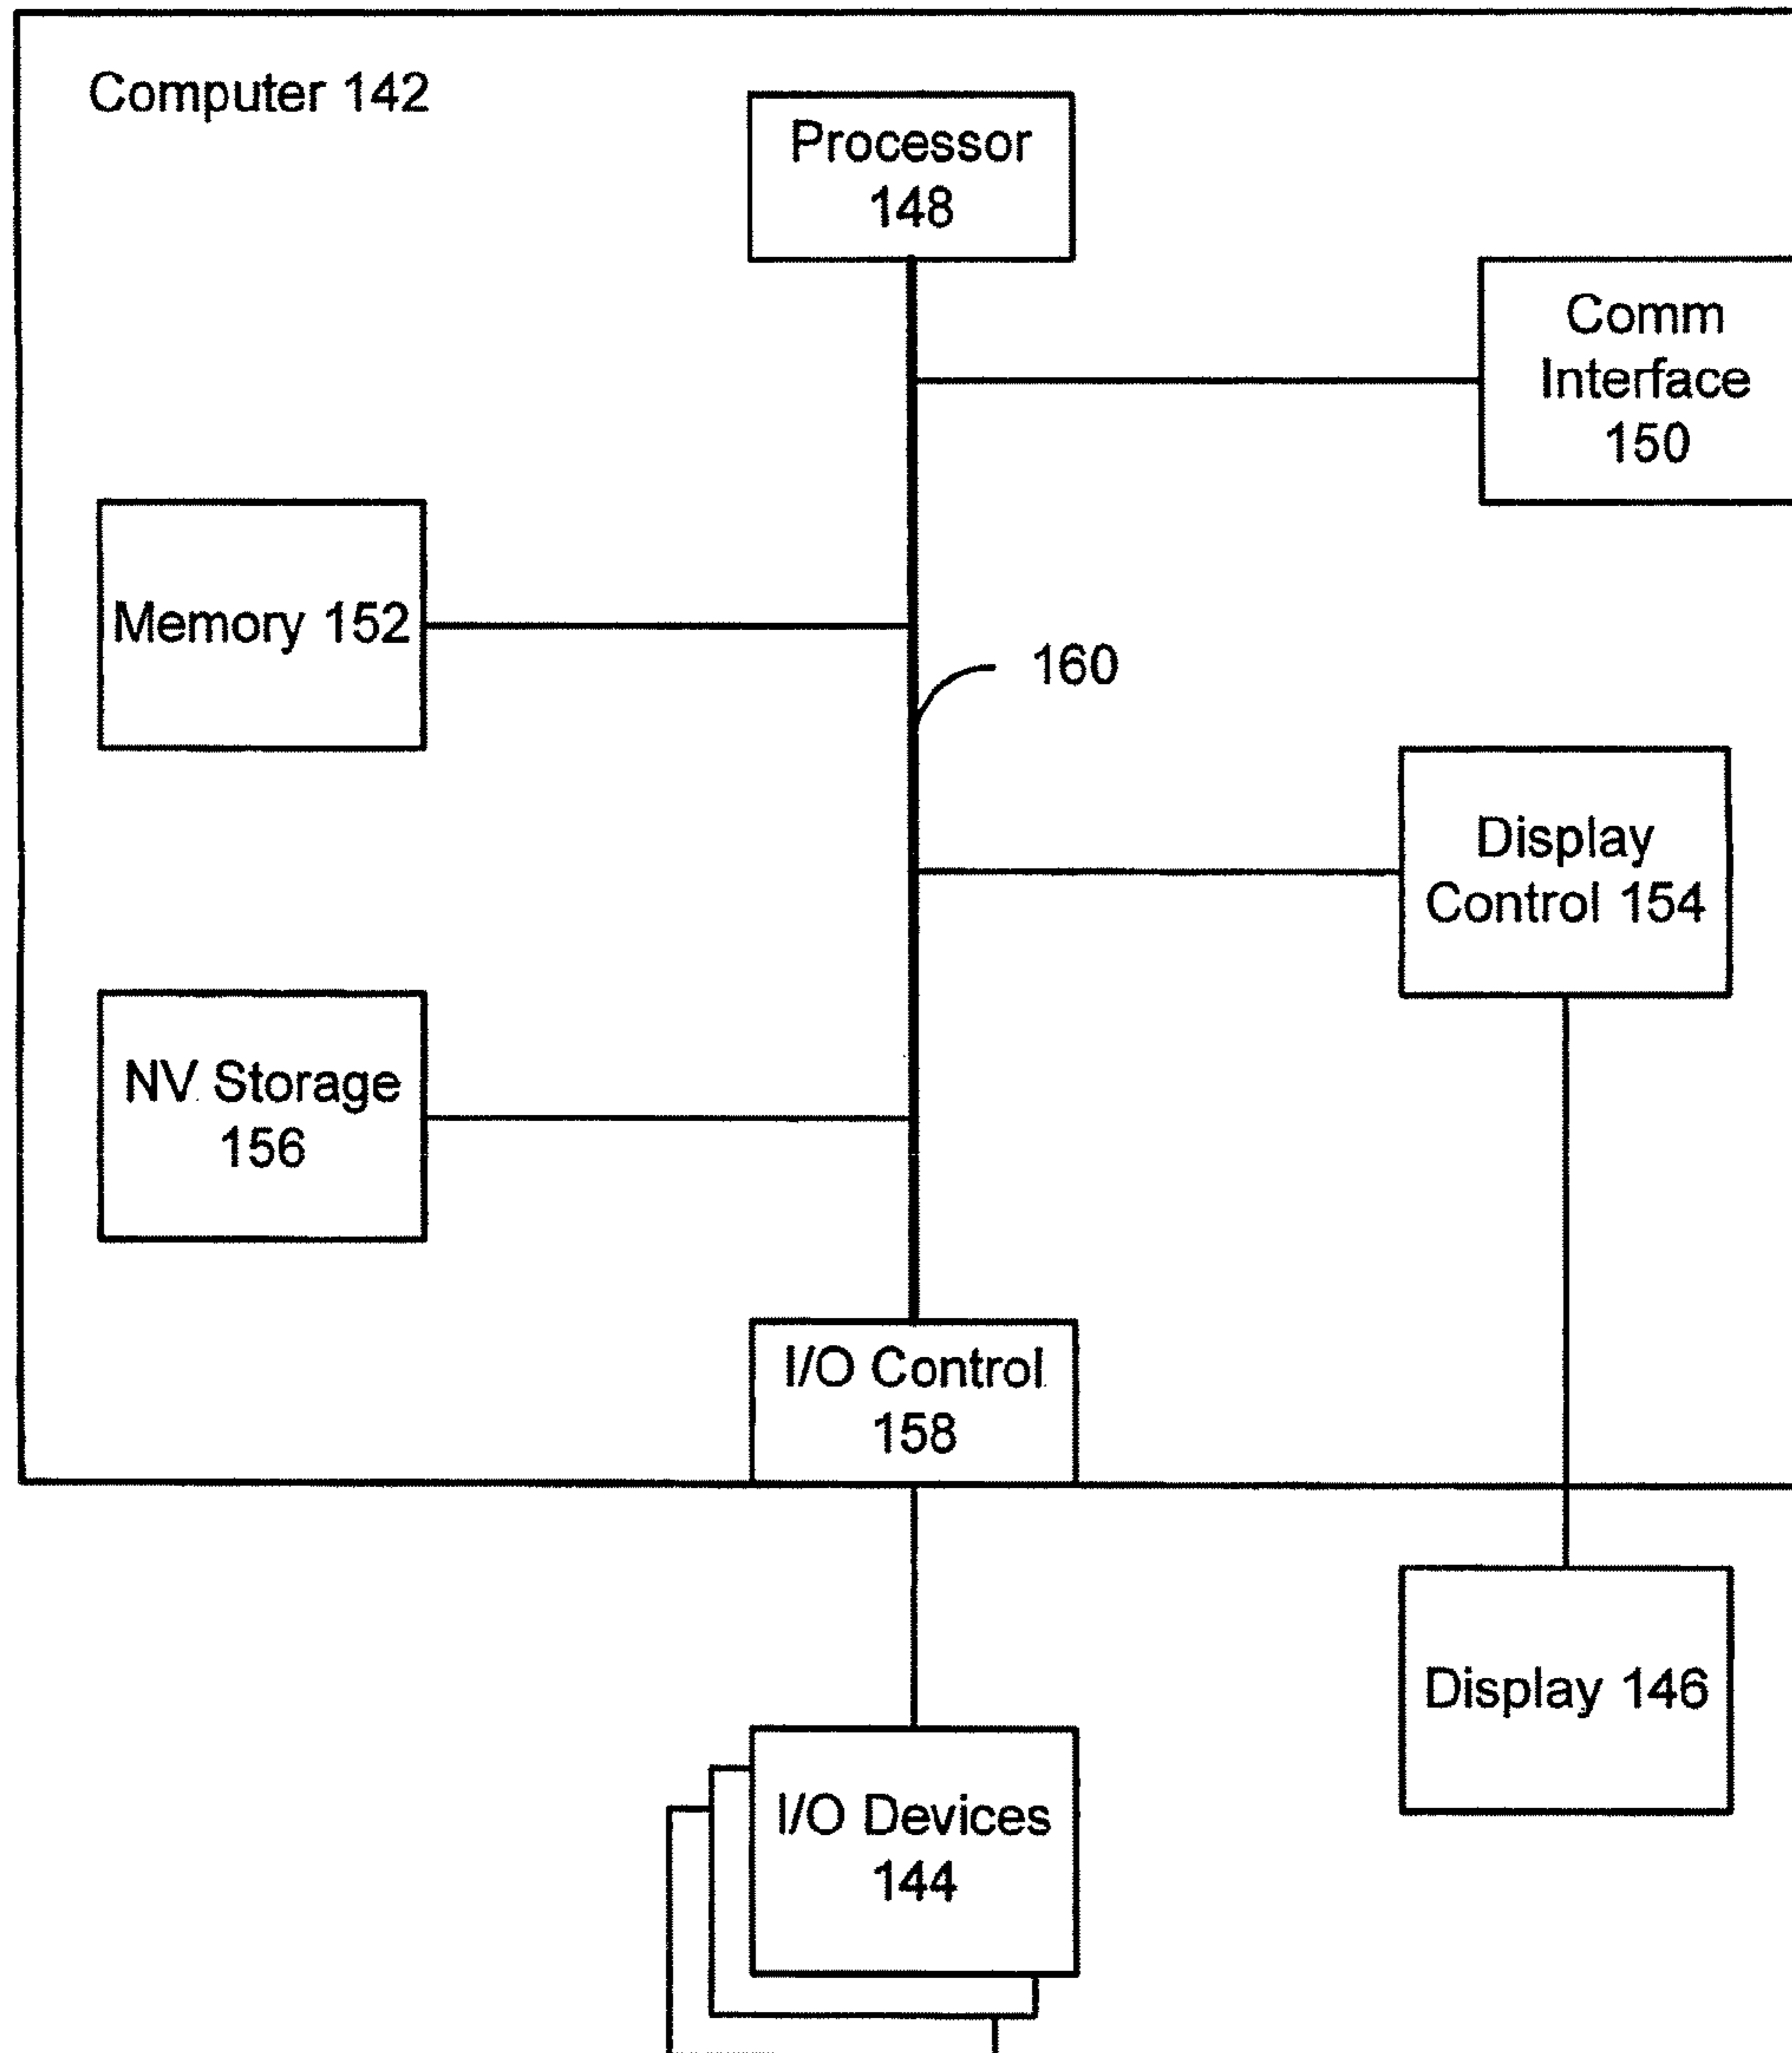 Computer 142
Processor
148
Comm
Interface
150
Memory 152
160
Display
Control 154
NV Storage
156
I/O Control
158
Display 146
I/O Devices
144